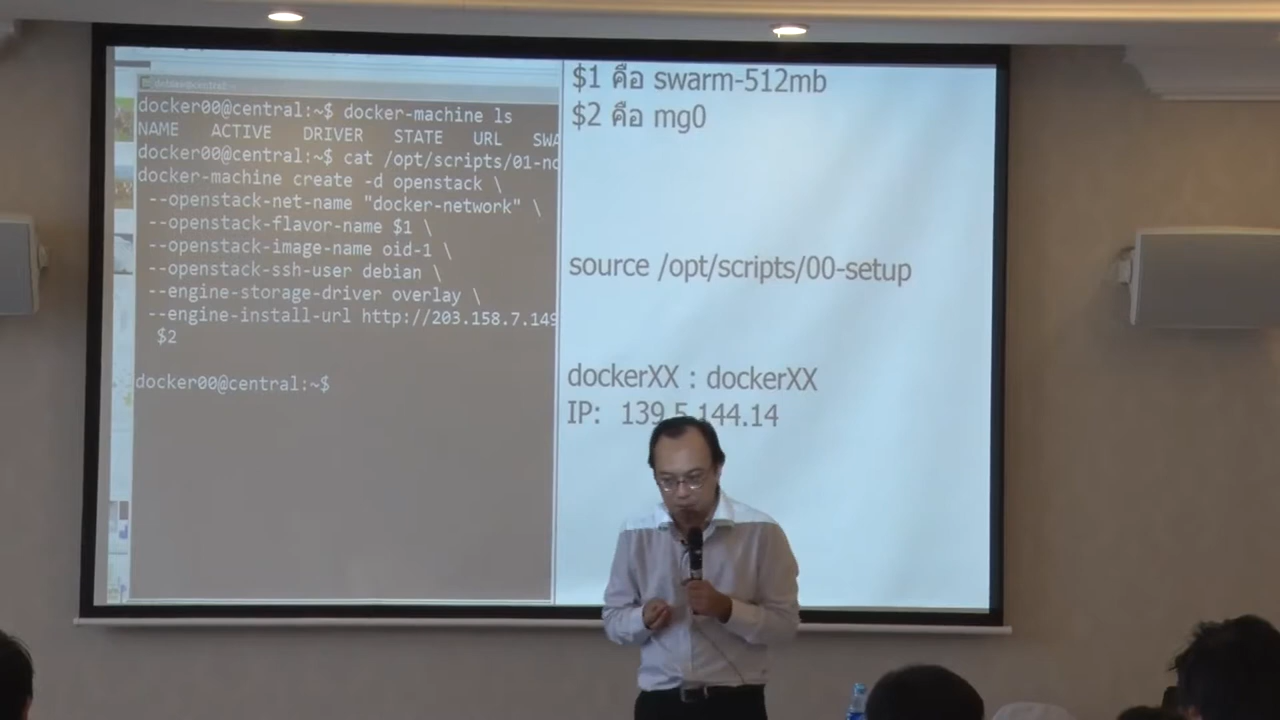 docker00@central:~$ docker-machine ls
NAME ACTIVE DRIVER STATE URL SWA
docker00@central:~$ cat /opt/scripts/01-no
docker-machine create -d openstack \
--openstack-net-name "docker-network" \
--openstack-flavor-name $1 \
--openstack-image-name oid-1 \
--openstack-ssh-user debian \
--engine-storage-driver overlay \
--engine-install-url http://203.158.7.149
$2
docker00@central:~$
$1 คือ swarm-512mb
$2 คือ mg0
source /opt/scripts/00-setup
dockerXX : dockerXX
IP: 139.5.144.14